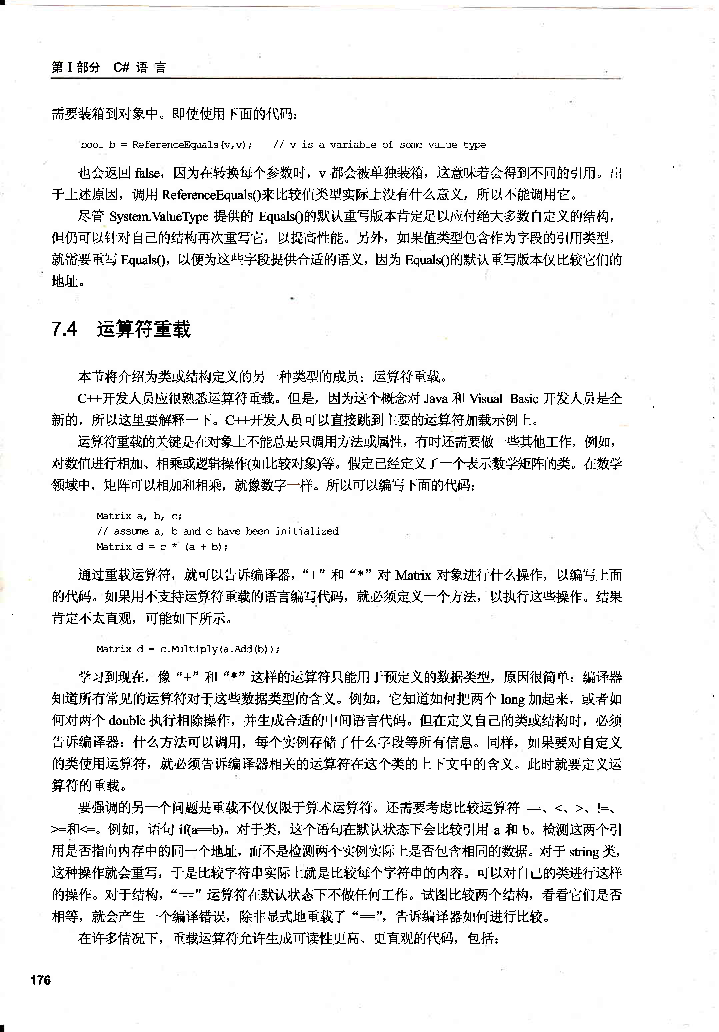 第 I 部分 C# 语 言
需要装箱到对象中。即使使用下面的代码：
bool b = ReferenceEquals(v,v); // v is a variable of some value type
也会返回 false，因为在转换每个参数时，v 都会被单独装箱，这意味着会得到不同的引用。出
于上述原因，调用 ReferenceEquals()来比较值类型实际上没有什么意义，所以不能调用它。
尽管 System.ValueType 提供的 Equals()的默认重写版本肯定足以应付绝大多数自定义的结构，
但仍可以针对自己的结构再次重写它，以提高性能。另外，如果值类型包含作为字段的引用类型，
就需要重写 Equals()，以便为这些字段提供合适的语义，因为 Equals()的默认重写版本仅比较它们的
地址。
7.4 运算符重载
本节将介绍为类或结构定义的另一种类型的成员：运算符重载。
C++开发人员应很熟悉运算符重载。但是，因为这个概念对 Java 和 Visual Basic 开发人员是全
新的，所以这里要解释一下。C++开发人员可以直接跳到主要的运算符加载示例上。
运算符重载的关键是在对象上不能总是只调用方法或属性，有时还需要做一些其他工作，例如，
对数值进行相加、相乘或逻辑操作(如比较对象)等。假定已经定义了一个表示数学矩阵的类。在数学
领域中，矩阵可以相加和相乘，就像数字一样。所以可以编写下面的代码：
Matrix a, b, c;
// assume a, b and c have been initialized
Matrix d = c * (a + b);
通过重载运算符，就可以告诉编译器，“+”和“*”对 Matrix 对象进行什么操作，以编写上面
的代码。如果用不支持运算符重载的语言编写代码，就必须定义一个方法，以执行这些操作。结果
肯定不太直观，可能如下所示。
Matrix d = c.Multiply(a.Add(b));
学习到现在，像“+”和“*”这样的运算符只能用于预定义的数据类型，原因很简单：编译器
知道所有常见的运算符对于这些数据类型的含义。例如，它知道如何把两个 long 加起来，或者如
何对两个 double 执行相除操作，并生成合适的中间语言代码。但在定义自己的类或结构时，必须
告诉编译器：什么方法可以调用，每个实例存储了什么字段等所有信息。同样，如果要对自定义
的类使用运算符，就必须告诉编译器相关的运算符在这个类的上下文中的含义。此时就要定义运
算符的重载。
要强调的另一个问题是重载不仅仅限于算术运算符。还需要考虑比较运算符 ==、<、>、!=、
>=和<=。例如，语句 if(a==b)。对于类，这个语句在默认状态下会比较引用 a 和 b。检测这两个引
用是否指向内存中的同一个地址，而不是检测两个实例实际上是否包含相同的数据。对于 string 类，
这种操作就会重写，于是比较字符串实际上就是比较每个字符串的内容。可以对自己的类进行这样
的操作。对于结构，“==”运算符在默认状态下不做任何工作。试图比较两个结构，看看它们是否
相等，就会产生一个编译错误，除非显式地重载了“==”，告诉编译器如何进行比较。
在许多情况下，重载运算符允许生成可读性更高、更直观的代码，包括：
176